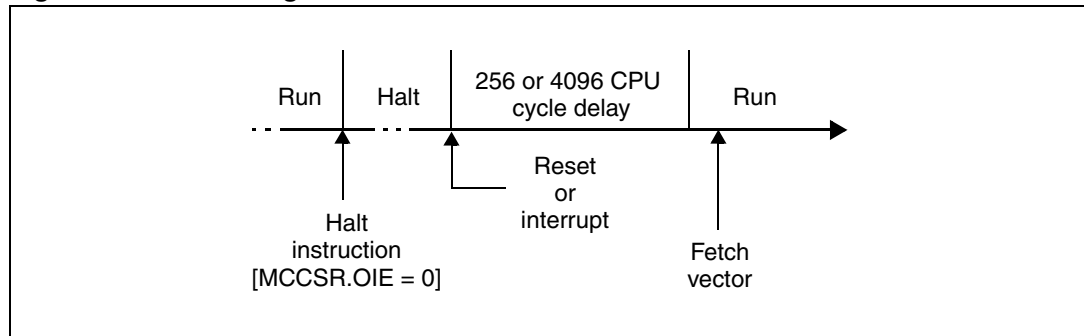 Run
Halt
256 or 4096 CPU
cycle delay
Run
Reset
or
interrupt
Halt
instruction
[MCCSR.OIE = 0]
Fetch
vector